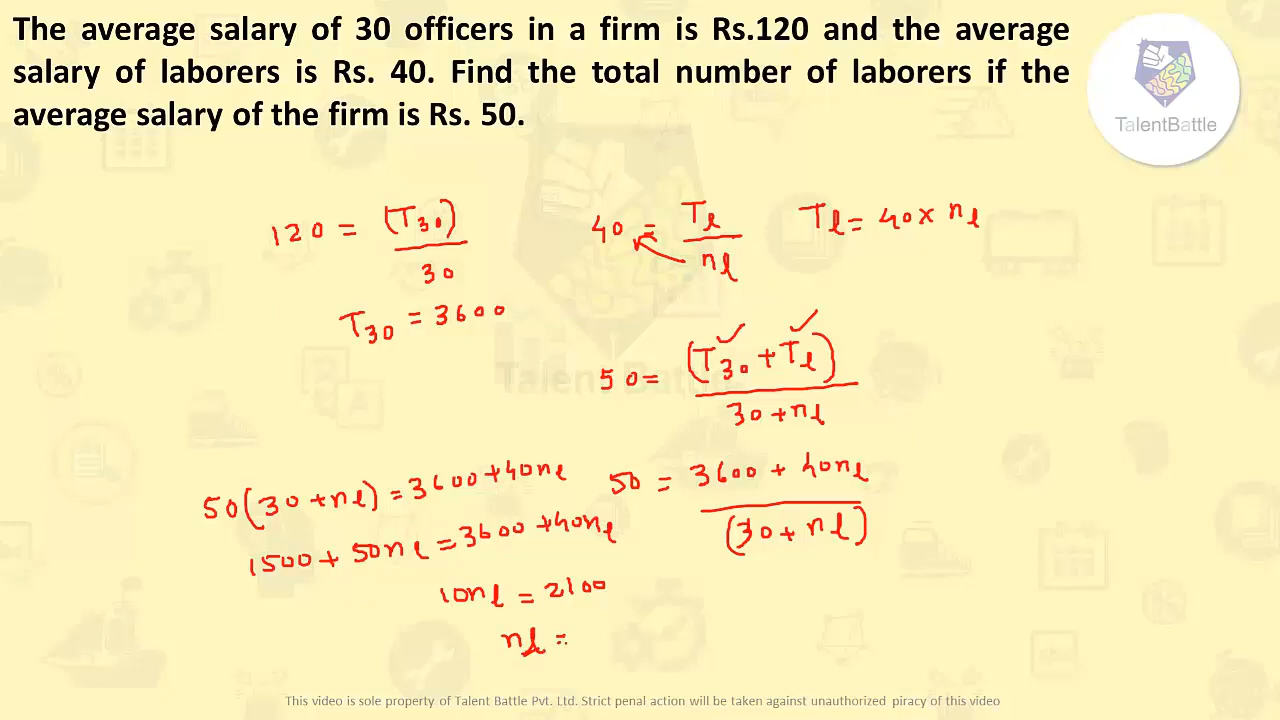 The average salary of 30 officers in a firm is Rs.120 and the average
salary of laborers is Rs. 40. Find the total number of laborers if the
average salary of the firm is Rs. 50.
TalentBattle
120 = (T30) / 30
T30 = 3600
40 = Tl / nl
Tl = 40 x nl
50 = (T30 + Tl) / 30 + nl
50 = 3600 + 40nl / (30 + nl)
50(30 + nl) = 3600 + 40nl
1500 + 50nl = 3600 + 40nl
10nl = 2100
nl =
Talent Battle
This video is sole property of Talent Battle Pvt. Ltd. Strict penal action will be taken against unauthorized piracy of this video